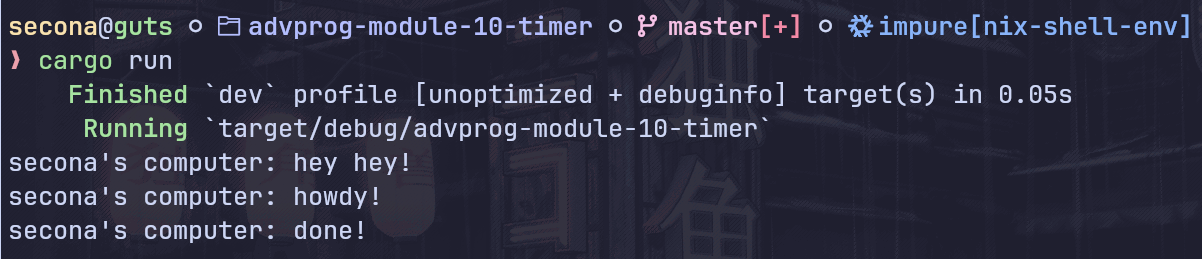 secona@guts advprog-module-10-timer master[+] impure[nix-shell-env]
❯ cargo run
    Finished `dev` profile [unoptimized + debuginfo] target(s) in 0.05s
     Running `target/debug/advprog-module-10-timer`
secona's computer: hey hey!
secona's computer: howdy!
secona's computer: done!